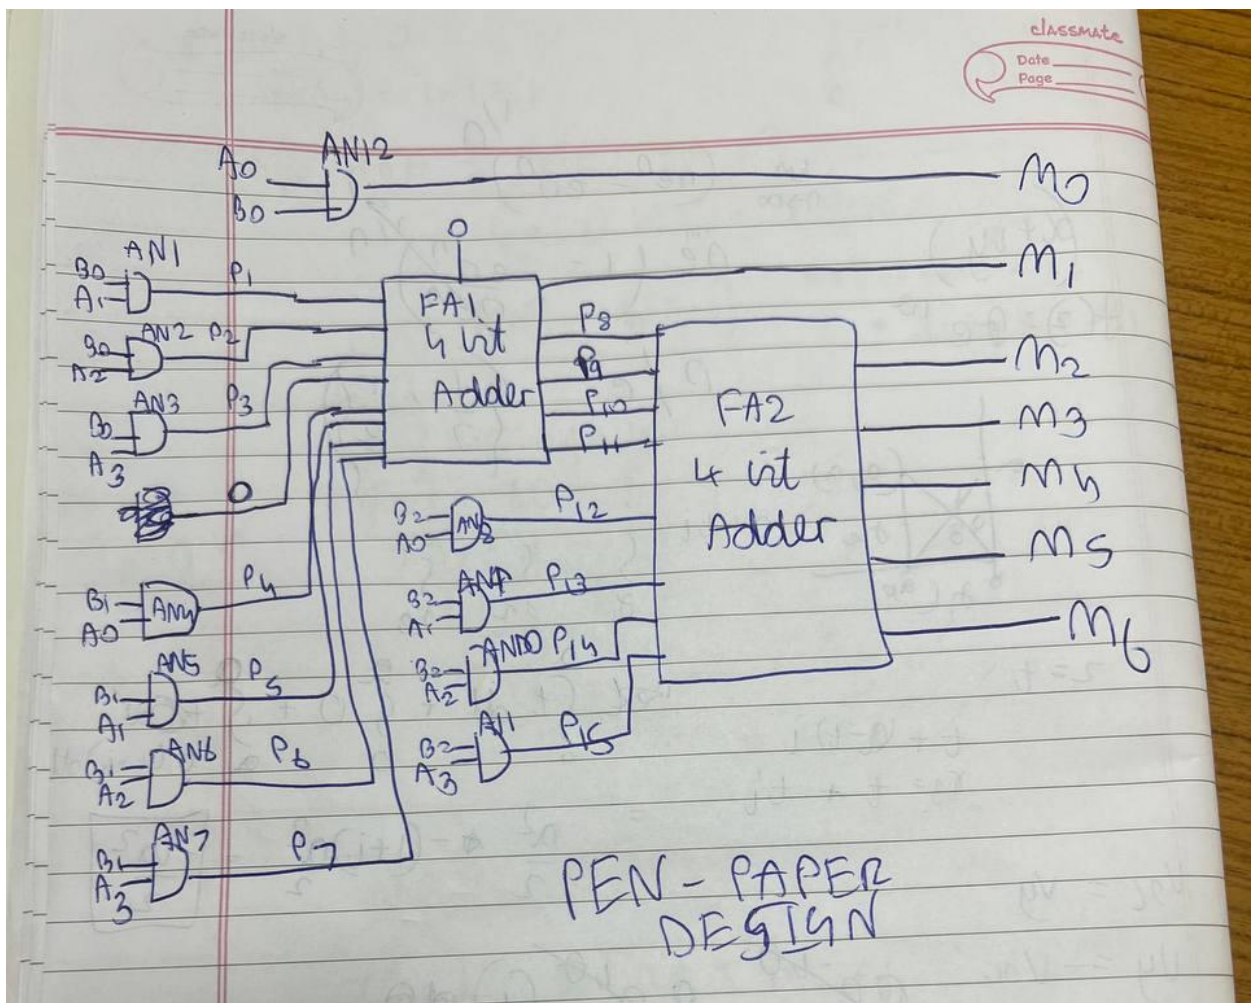 classmate
Date
Page
AN12
A0
B0
M0
0
AN1
B0
A1
P1
M1
FA1
4 bit
Adder
AN2
B0
A2
P2
P8
P9
P10
P11
M2
AN3
B0
A3
P3
FA2
4 bit
Adder
M3
M4
M5
M6
0
B2
A0
AN8
P12
B1
A0
AN4
P4
B2
A1
P13
AN5
B1
A1
P5
B2
A2
P14
AN6
B1
A2
P6
A11
B2
A3
P15
AN7
B1
A3
P7
PEN-PAPER
DESIGN